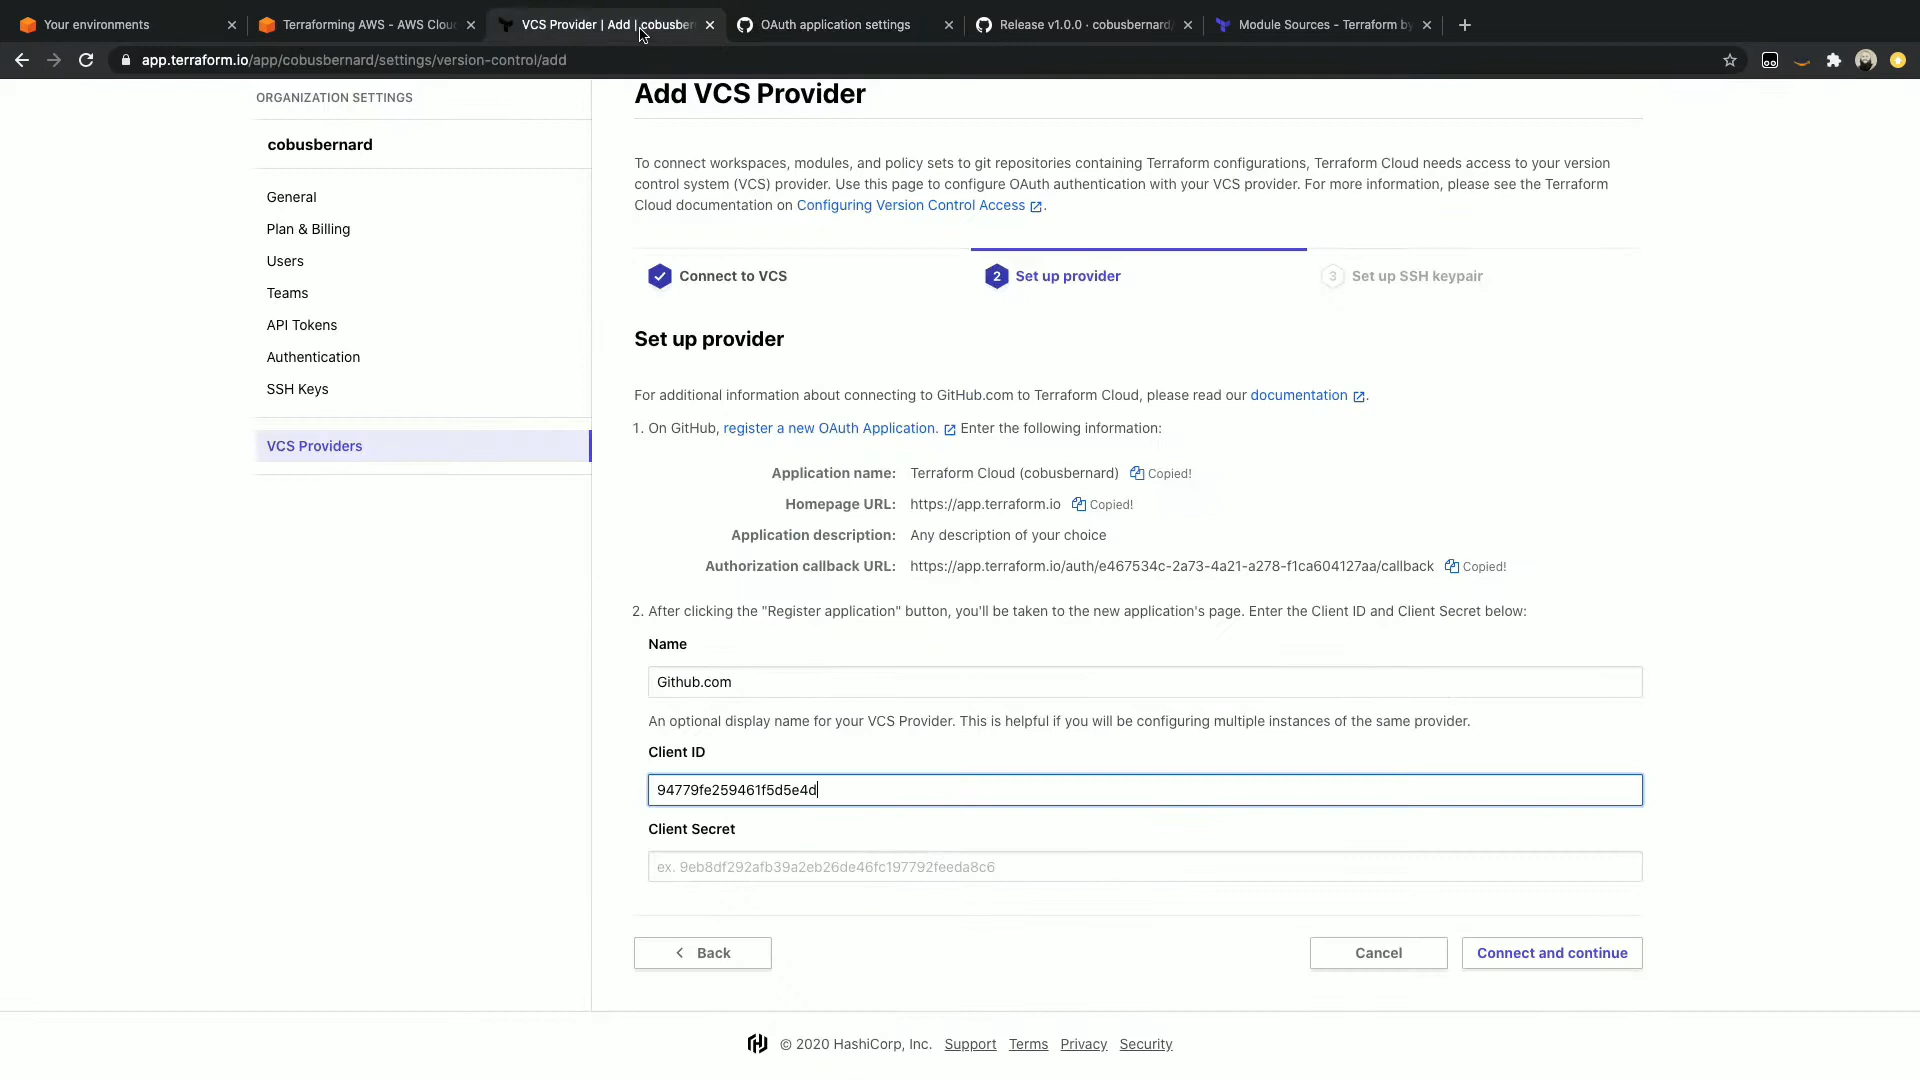 Your environments
Terraforming AWS - AWS Clou
VCS Provider | Add | cobusber
OAuth application settings
Release v1.0.0 · cobusbernard/
Module Sources - Terraform by
app.terraform.io/app/cobusbernard/settings/version-control/add
ORGANIZATION SETTINGS
cobusbernard
General
Plan & Billing
Users
Teams
API Tokens
Authentication
SSH Keys
VCS Providers
Add VCS Provider
To connect workspaces, modules, and policy sets to git repositories containing Terraform configurations, Terraform Cloud needs access to your version
control system (VCS) provider. Use this page to configure OAuth authentication with your VCS provider. For more information, please see the Terraform
Cloud documentation on Configuring Version Control Access.
Connect to VCS
2 Set up provider
3 Set up SSH keypair
Set up provider
For additional information about connecting to GitHub.com to Terraform Cloud, please read our documentation.
1. On GitHub, register a new OAuth Application. Enter the following information:
Application name: Terraform Cloud (cobusbernard) Copied!
Homepage URL: https://app.terraform.io Copied!
Application description: Any description of your choice
Authorization callback URL: https://app.terraform.io/auth/e467534c-2a73-4a21-a278-f1ca604127aa/callback Copied!
2. After clicking the "Register application" button, you'll be taken to the new application's page. Enter the Client ID and Client Secret below:
Name
Github.com
An optional display name for your VCS Provider. This is helpful if you will be configuring multiple instances of the same provider.
Client ID
94779fe259461f5d5e4d
Client Secret
ex. 9eb8df292afb39a2eb26de46fc197792feeda8c6
Back
Cancel
Connect and continue
© 2020 HashiCorp, Inc. Support Terms Privacy Security